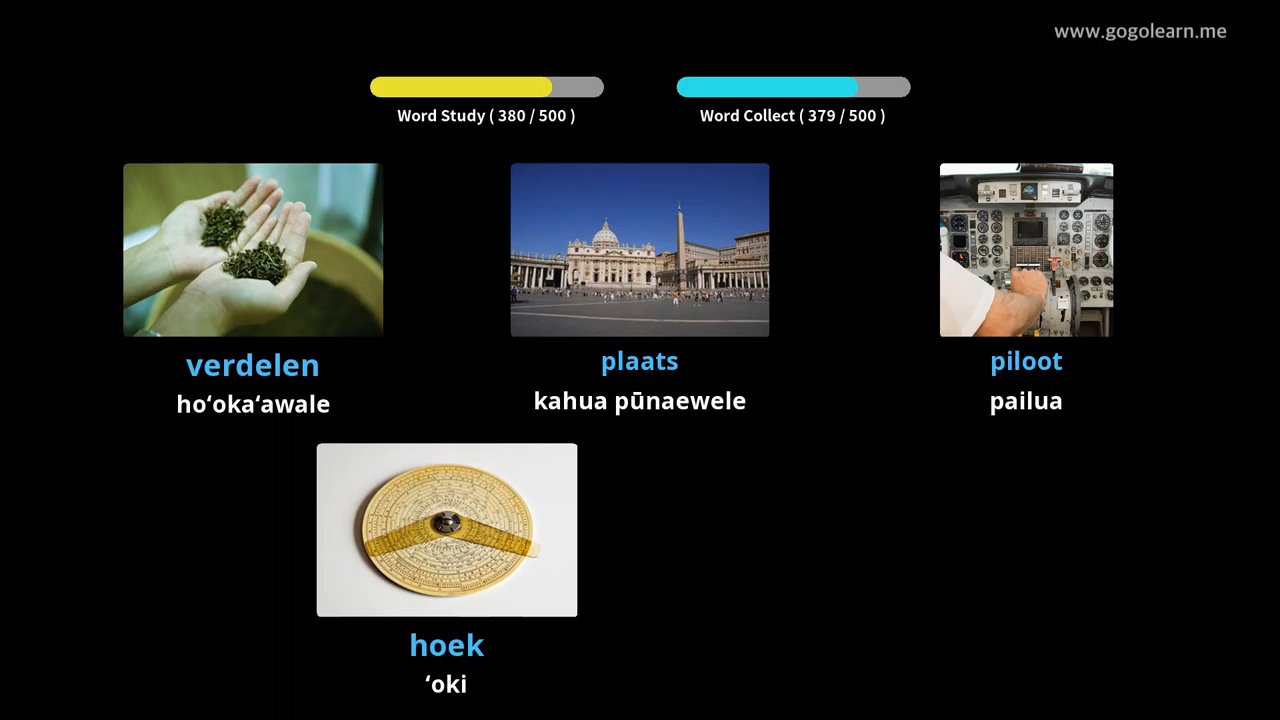 www.gogolearn.me
Word Study ( 380 / 500 )
Word Collect ( 379 / 500 )
verdelen
hoʻokaʻawale
plaats
kahua pūnaewele
piloot
pailua
hoek
ʻoki